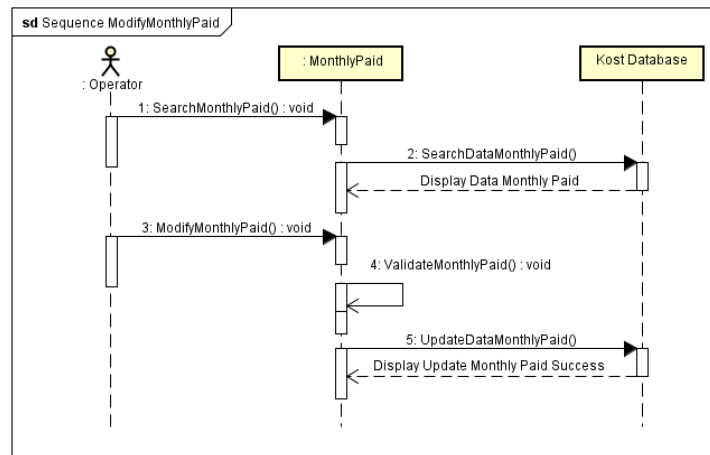 sd Sequence ModifyMonthlyPaid
: Operator
: MonthlyPaid
Kost Database
1: SearchMonthlyPaid() : void
2: SearchDataMonthlyPaid()
Display Data Monthly Paid
3: ModifyMonthlyPaid() : void
4: ValidateMonthlyPaid() : void
5: UpdateDataMonthlyPaid()
Display Update Monthly Paid Success